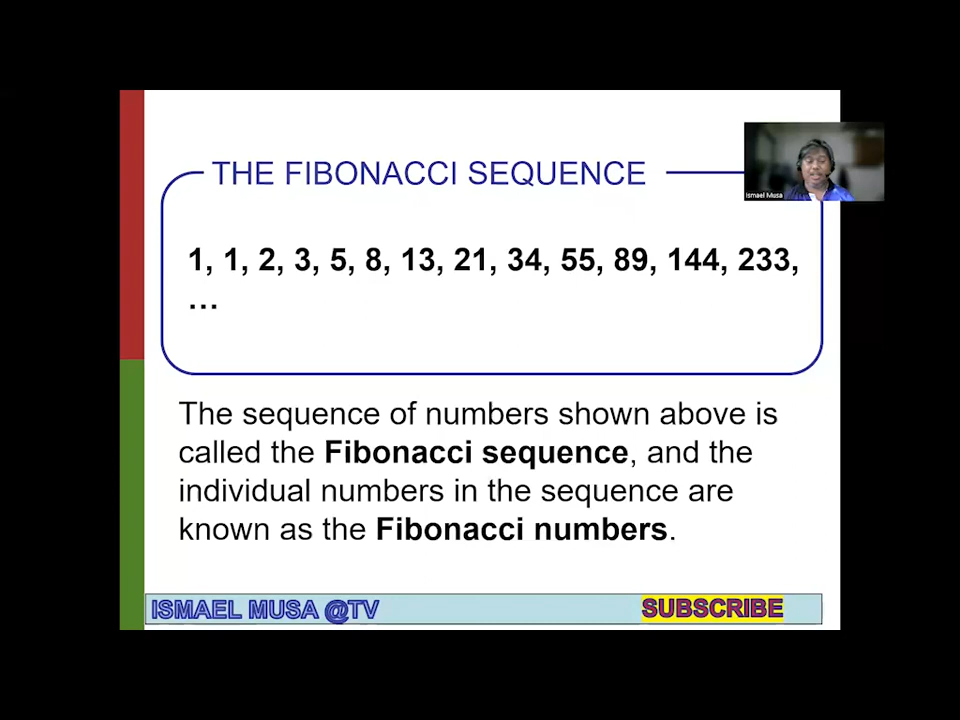 THE FIBONACCI SEQUENCE
Ismael Musa
1, 1, 2, 3, 5, 8, 13, 21, 34, 55, 89, 144, 233,
…
The sequence of numbers shown above is
called the Fibonacci sequence, and the
individual numbers in the sequence are
known as the Fibonacci numbers.
ISMAEL MUSA @TV
SUBSCRIBE